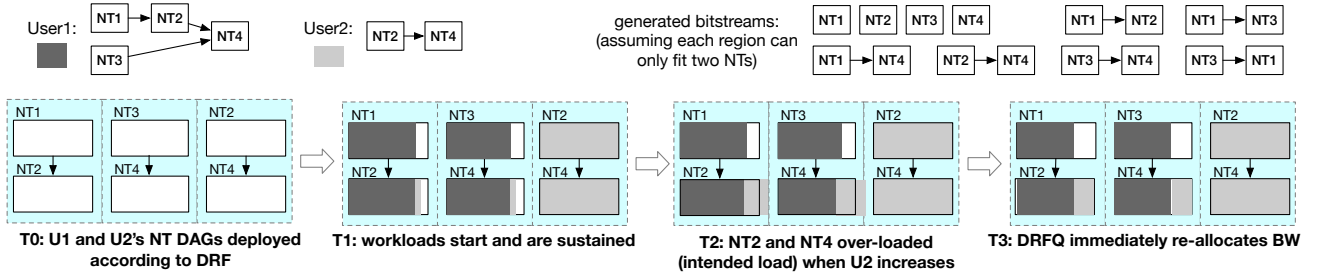 User1:
NT1
NT2
NT3
NT4
User2:
NT2
NT4
generated bitstreams:
(assuming each region can
only fit two NTs)
NT1 NT2 NT3 NT4
NT1 NT2
NT1 NT3
NT1 NT4
NT2 NT4
NT3 NT4
NT3 NT1
NT1 NT3 NT2
NT2 NT4 NT4
T0: U1 and U2's NT DAGs deployed
according to DRF
NT1 NT3 NT2
NT2 NT4 NT4
T1: workloads start and are sustained
NT1 NT3 NT2
NT2 NT4 NT4
T2: NT2 and NT4 over-loaded
(intended load) when U2 increases
NT1 NT3 NT2
NT2 NT4 NT4
T3: DRFQ immediately re-allocates BW